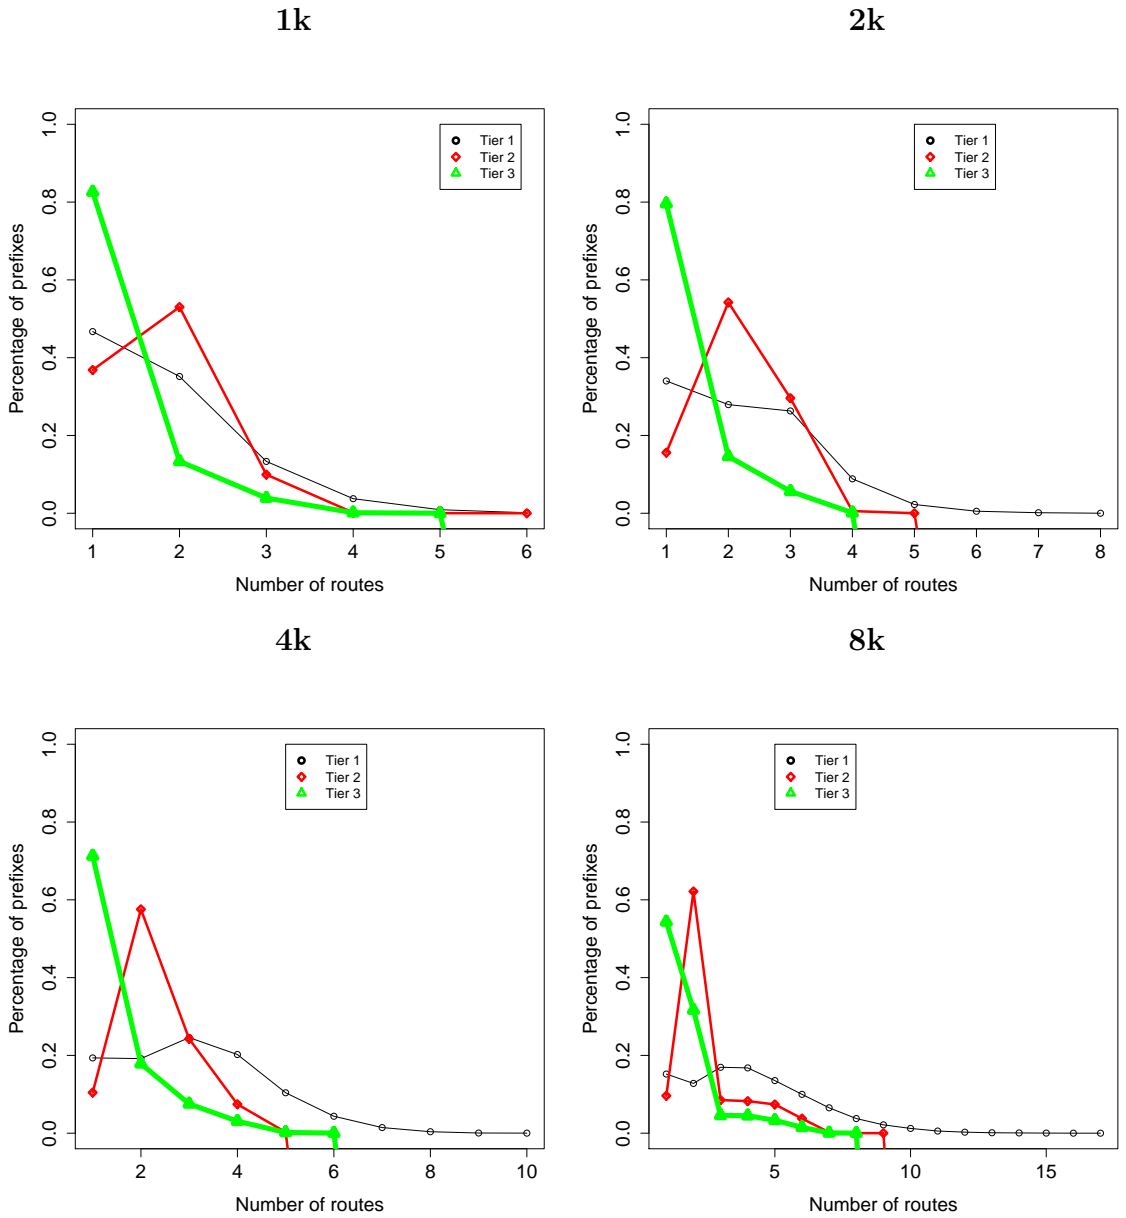 1k
1.0
0.8
0.6
0.4
0.2
0.0
Percentage of prefixes
Tier 1
Tier 2
Tier 3
1 2 3 4 5 6
Number of routes
2k
1.0
0.8
0.6
0.4
0.2
0.0
Percentage of prefixes
Tier 1
Tier 2
Tier 3
1 2 3 4 5 6 7 8
Number of routes
4k
1.0
0.8
0.6
0.4
0.2
0.0
Percentage of prefixes
Tier 1
Tier 2
Tier 3
2 4 6 8 10
Number of routes
8k
1.0
0.8
0.6
0.4
0.2
0.0
Percentage of prefixes
Tier 1
Tier 2
Tier 3
5 10 15
Number of routes